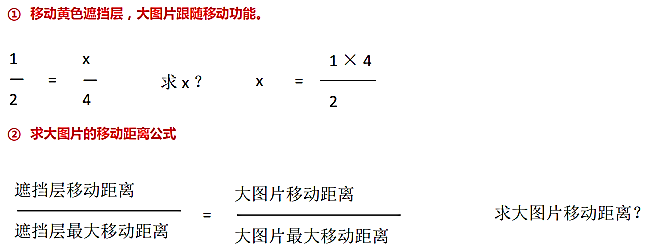 ① 移动黄色遮挡层，大图片跟随移动功能。
1 x 1 × 4
— = — 求 x？ x = —
2 4 2
② 求大图片的移动距离公式
遮挡层移动距离 大图片移动距离
= 求大图片移动距离？
遮挡层最大移动距离 大图片最大移动距离